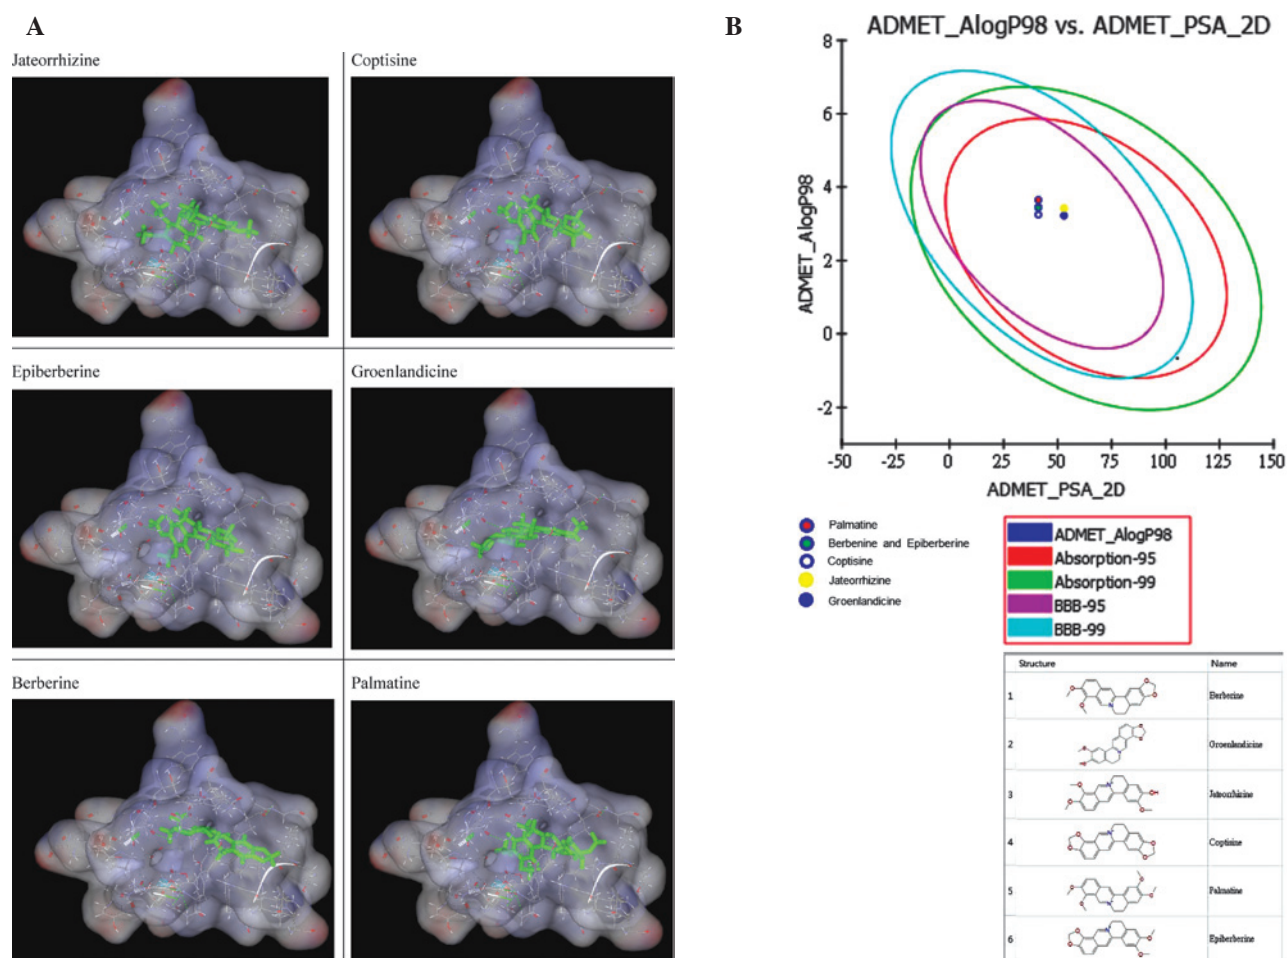 A
Jateorrhizine
Coptisine
Epiberberine
Groenlandicine
Berberine
Palmatine
B
ADMET_AlogP98 vs. ADMET_PSA_2D
8
6
4
2
0
-2
ADMET_AlogP98
-50 -25 0 25 50 75 100 125 150
ADMET_PSA_2D
Palmatine
Berbenine and Epiberberine
Coptisine
Jateorrhizine
Groenlandicine
ADMET_AlogP98
Absorption-95
Absorption-99
BBB-95
BBB-99
Structure Name
1 Berberine
2 Groenlandicine
3 Jateorrhizine
4 Coptisine
5 Palmatine
6 Epiberberine